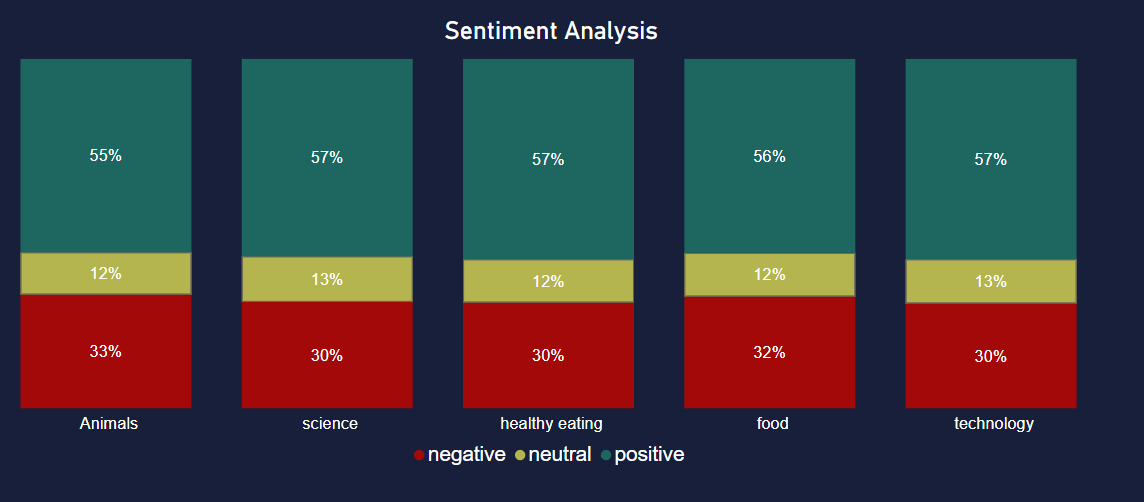 Sentiment Analysis
55% 57% 57% 56% 57%
12% 13% 12% 12% 13%
33% 30% 30% 32% 30%
Animals science healthy eating food technology
negative neutral positive